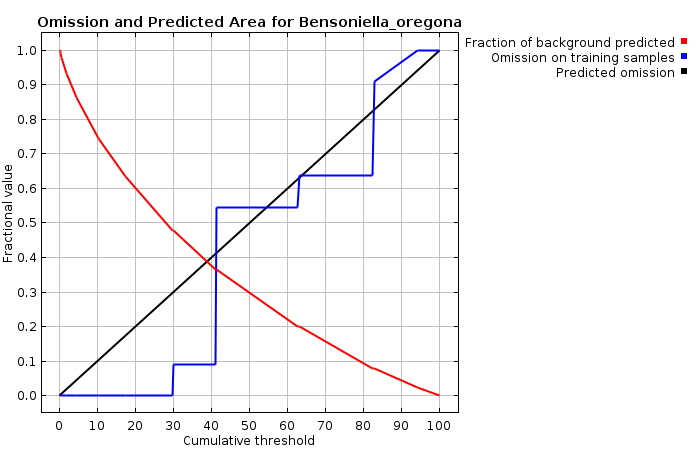 Omission and Predicted Area for Bensoniella_oregona
Fraction of background predicted
Omission on training samples
Predicted omission
Fractional value
1.0
0.9
0.8
0.7
0.6
0.5
0.4
0.3
0.2
0.1
0.0
0 10 20 30 40 50 60 70 80 90 100
Cumulative threshold